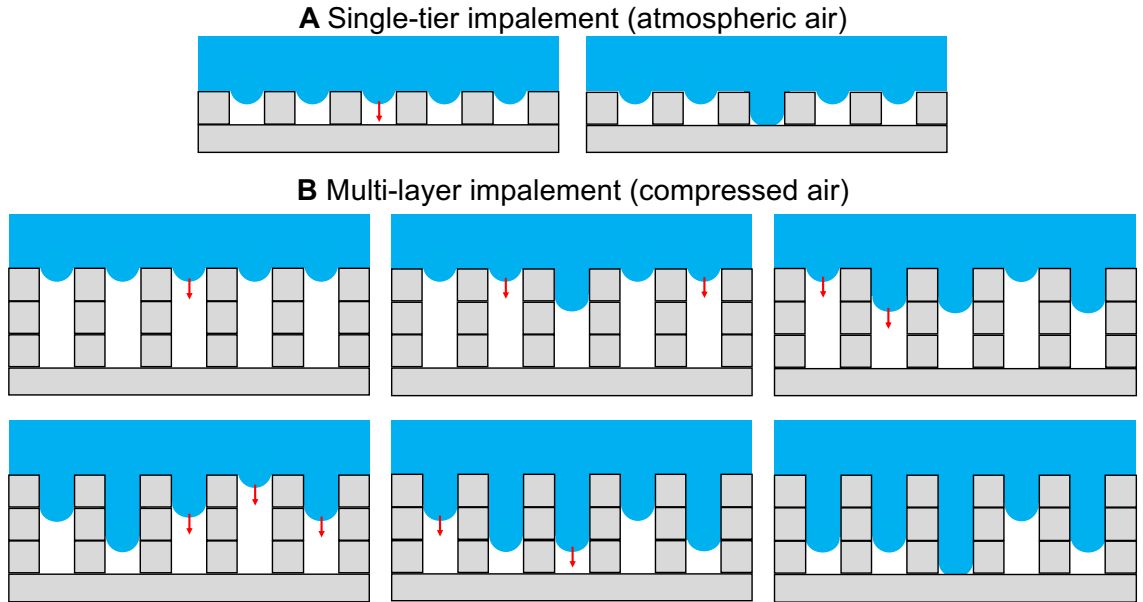 A Single-tier impalement (atmospheric air)
B Multi-layer impalement (compressed air)